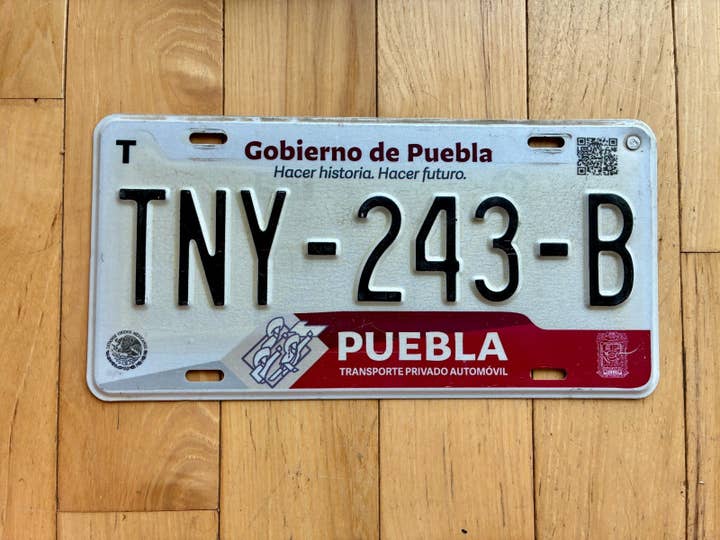 T
Gobierno de Puebla
Hacer historia. Hacer futuro.
TNY-243-B
PUEBLA
TRANSPORTE PRIVADO AUTOMÓVIL